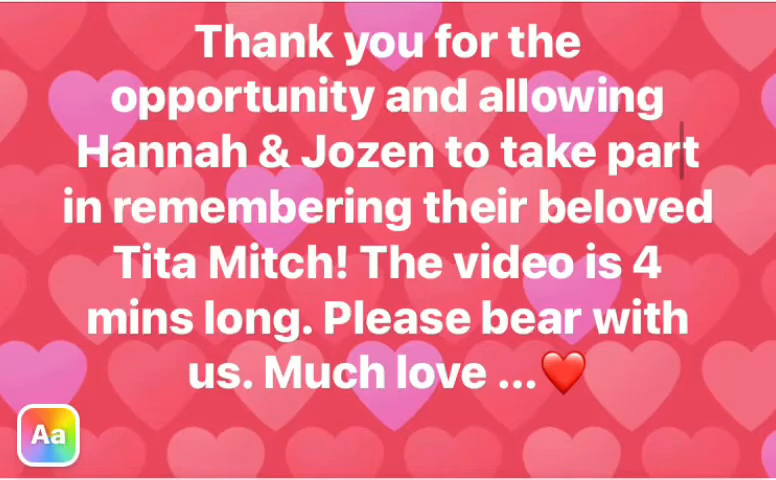 Thank you for the
opportunity and allowing
Hannah & Jozen to take part
in remembering their beloved
Tita Mitch! The video is 4
mins long. Please bear with
us. Much love ...❤️
Aa